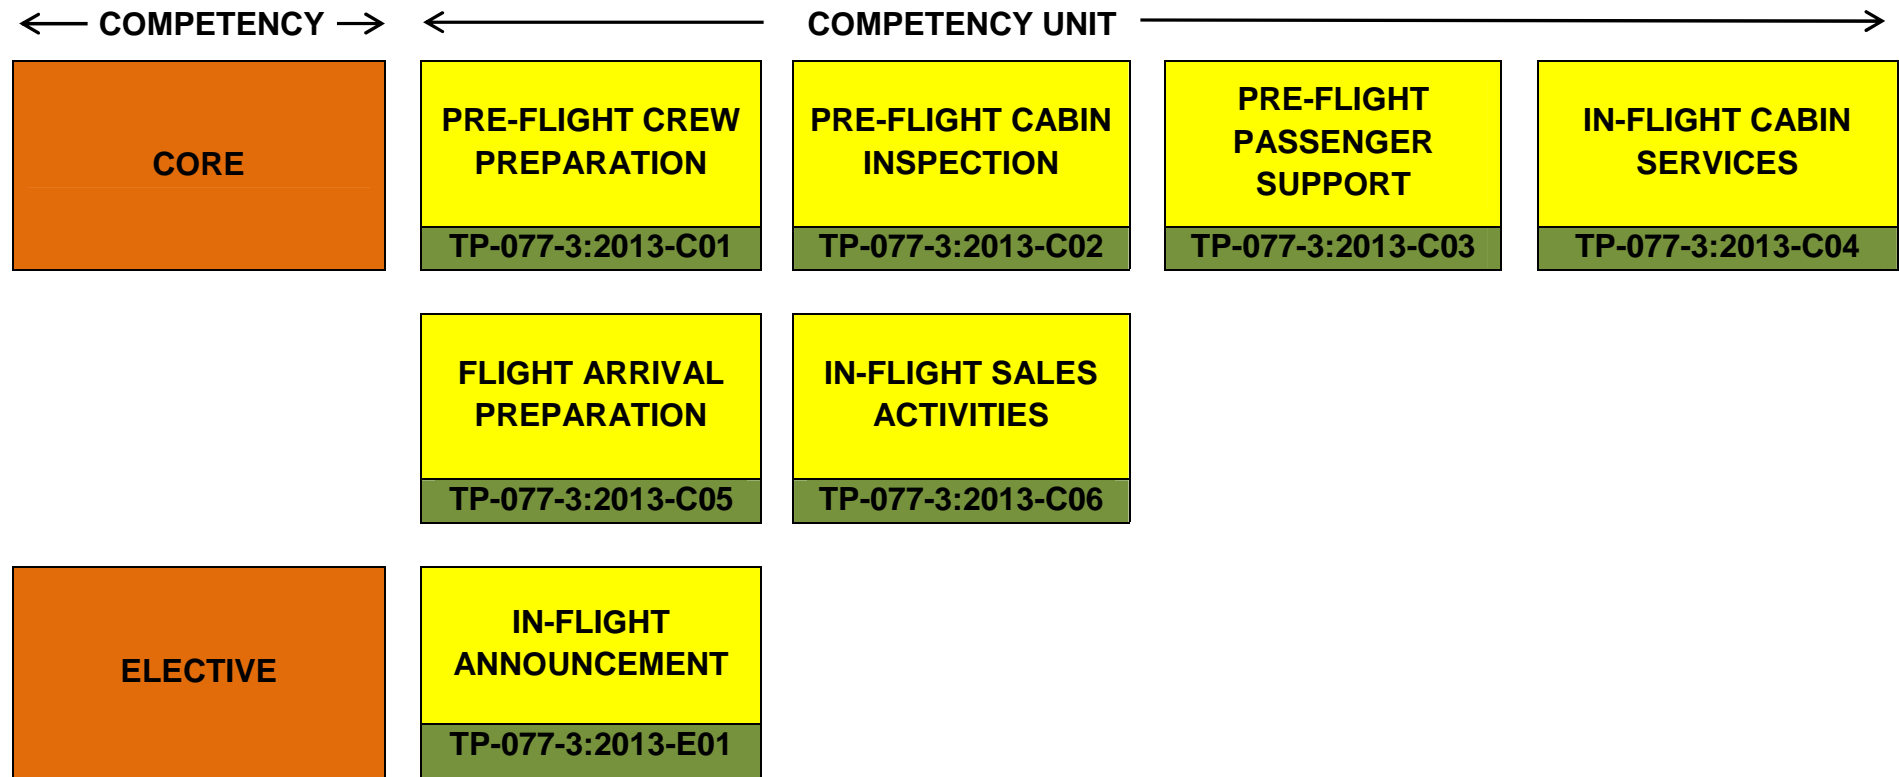 COMPETENCY
COMPETENCY UNIT
CORE
PRE-FLIGHT CREW
PREPARATION
TP-077-3:2013-C01
PRE-FLIGHT CABIN
INSPECTION
TP-077-3:2013-C02
PRE-FLIGHT
PASSENGER
SUPPORT
TP-077-3:2013-C03
IN-FLIGHT CABIN
SERVICES
TP-077-3:2013-C04
FLIGHT ARRIVAL
PREPARATION
TP-077-3:2013-C05
IN-FLIGHT SALES
ACTIVITIES
TP-077-3:2013-C06
ELECTIVE
IN-FLIGHT
ANNOUNCEMENT
TP-077-3:2013-E01